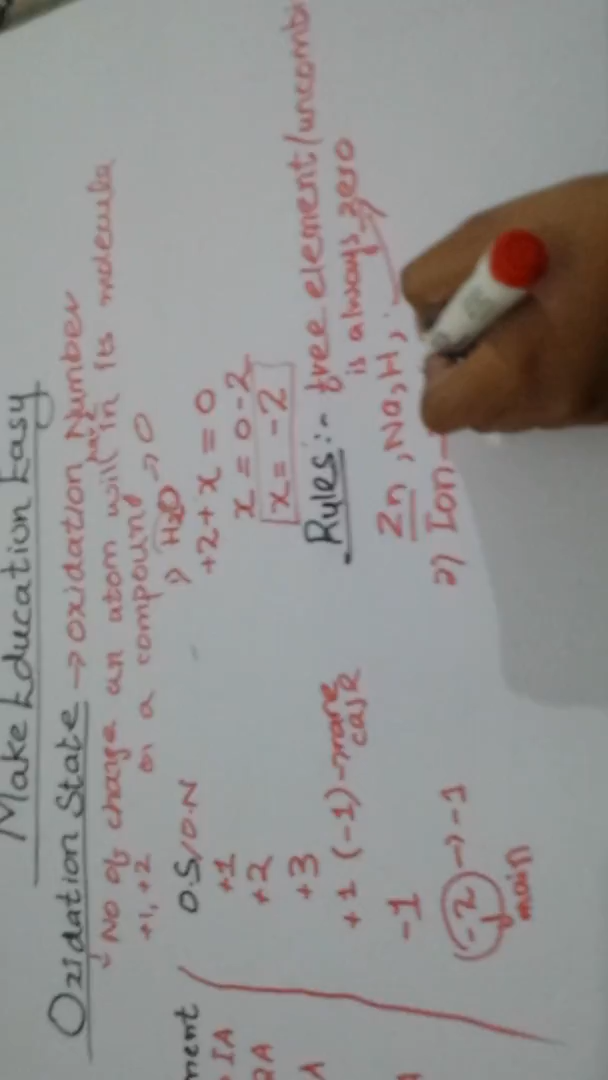 Make Education Easy
Oxidation State → Oxidation Number
No of charge an atom will have in its molecule
+1, +2 or a compound → 0
ment O.S/O.N
IA +1
+2
+3
+1 (-1) → rare case
-1
-2 → -1
main
H2O
+2+x = 0
x = 0-2
x = -2
Rules:- free element/uncombi
is always zero
Zn, Na, H,
2) Ion